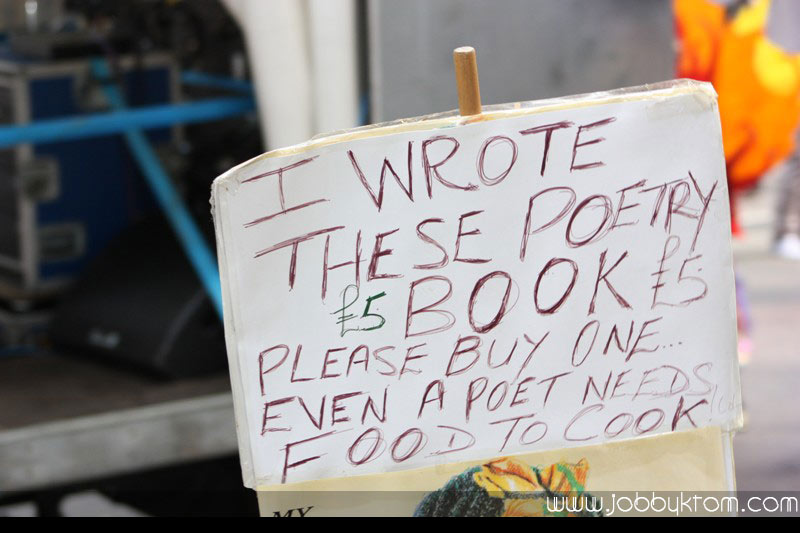 I WROTE
THESE POETRY
£5 BOOK £5
PLEASE BUY ONE...
EVEN A POET NEEDS
FOOD TO COOK
MY
www.jobbyktom.com